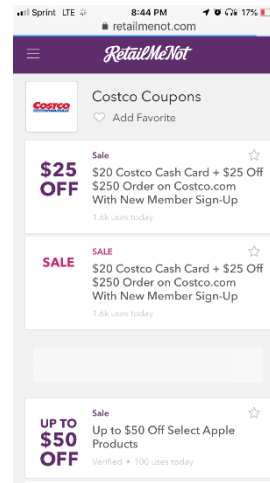 Sprint LTE 8:44 PM 17%
retailmenot.com
RetailMeNot
COSTCO
WHOLESALE
Costco Coupons
Add Favorite
$25
OFF
Sale
$20 Costco Cash Card + $25 Off
$250 Order on Costco.com
With New Member Sign-Up
1.6k uses today
SALE
SALE
$20 Costco Cash Card + $25 Off
$250 Order on Costco.com
With New Member Sign-Up
1.6k uses today
UP TO
$50
OFF
Sale
Up to $50 Off Select Apple
Products
Verified • 100 uses today